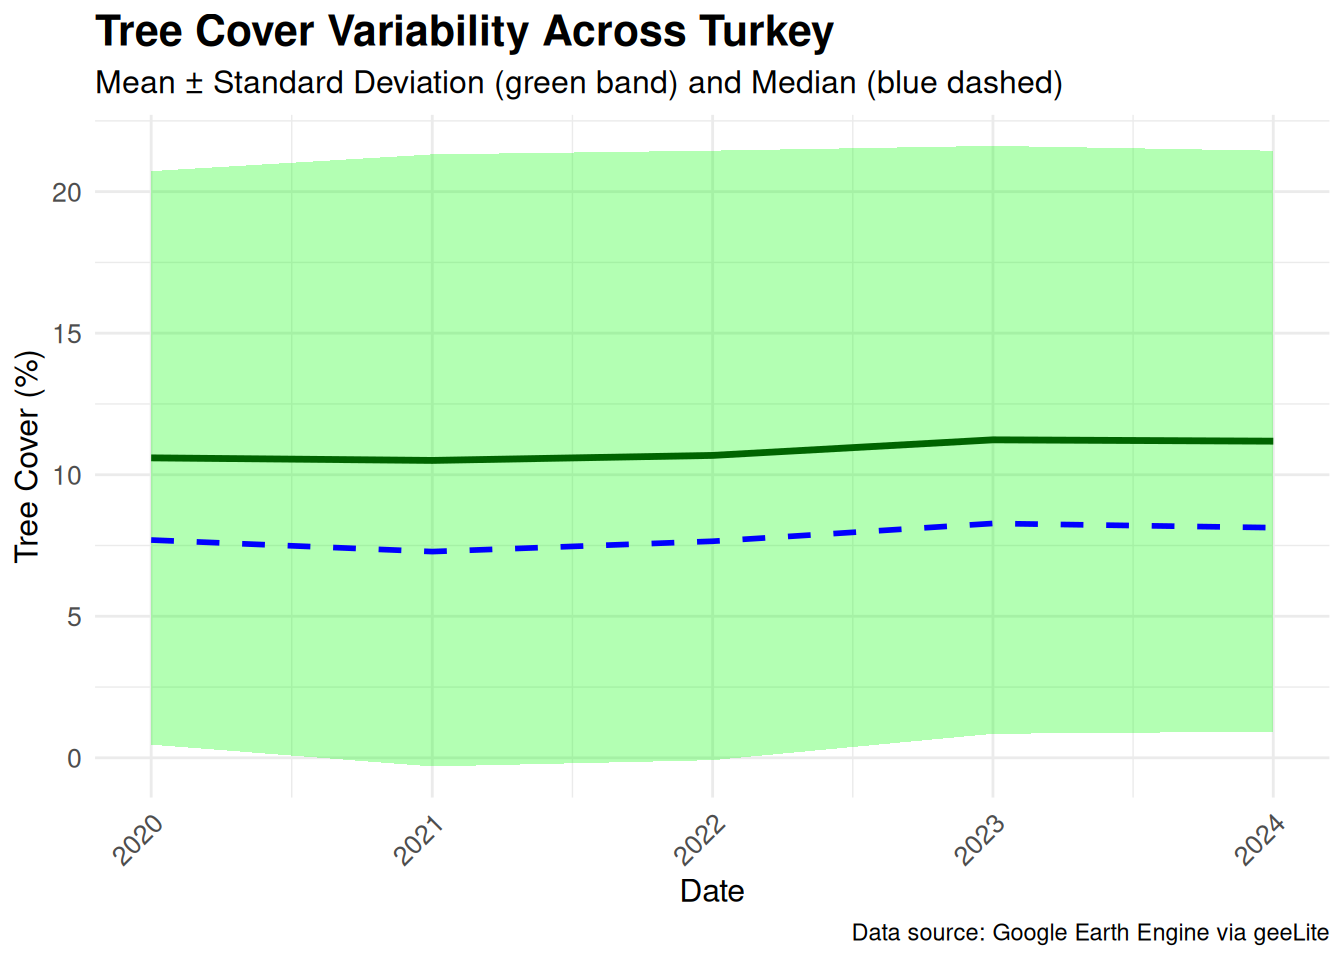 Tree Cover Variability Across Turkey
Mean ± Standard Deviation (green band) and Median (blue dashed)
Tree Cover (%)
20
15
10
5
0
2020
2021
2022
2023
2024
Date
Data source: Google Earth Engine via geeLite